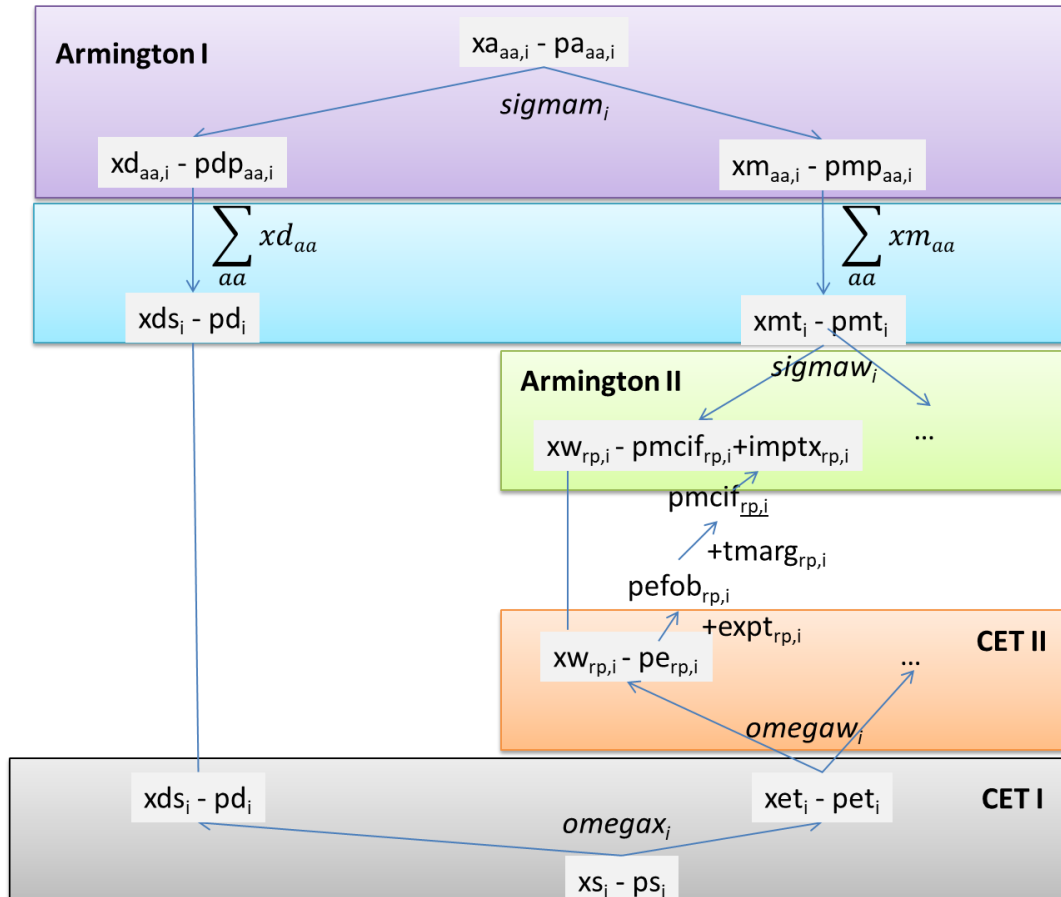 Armington I
xa_aa,i - pa_aa,i
sigmam_i
xd_aa,i - pdp_aa,i
xm_aa,i - pmp_aa,i
∑_aa xd_aa
∑_aa xm_aa
xds_i - pd_i
xmt_i - pmt_i
sigmaw_i
Armington II
...
xw_rp,i - pmcif_rp,i+imptx_rp,i
pmcif_rp,i
+tmarg_rp,i
pefob_rp,i
+expt_rp,i
CET II
xw_rp,i - pe_rp,i
...
omegaw_i
xds_i - pd_i
xet_i - pet_i
CET I
omegax_i
xs_i - ps_i